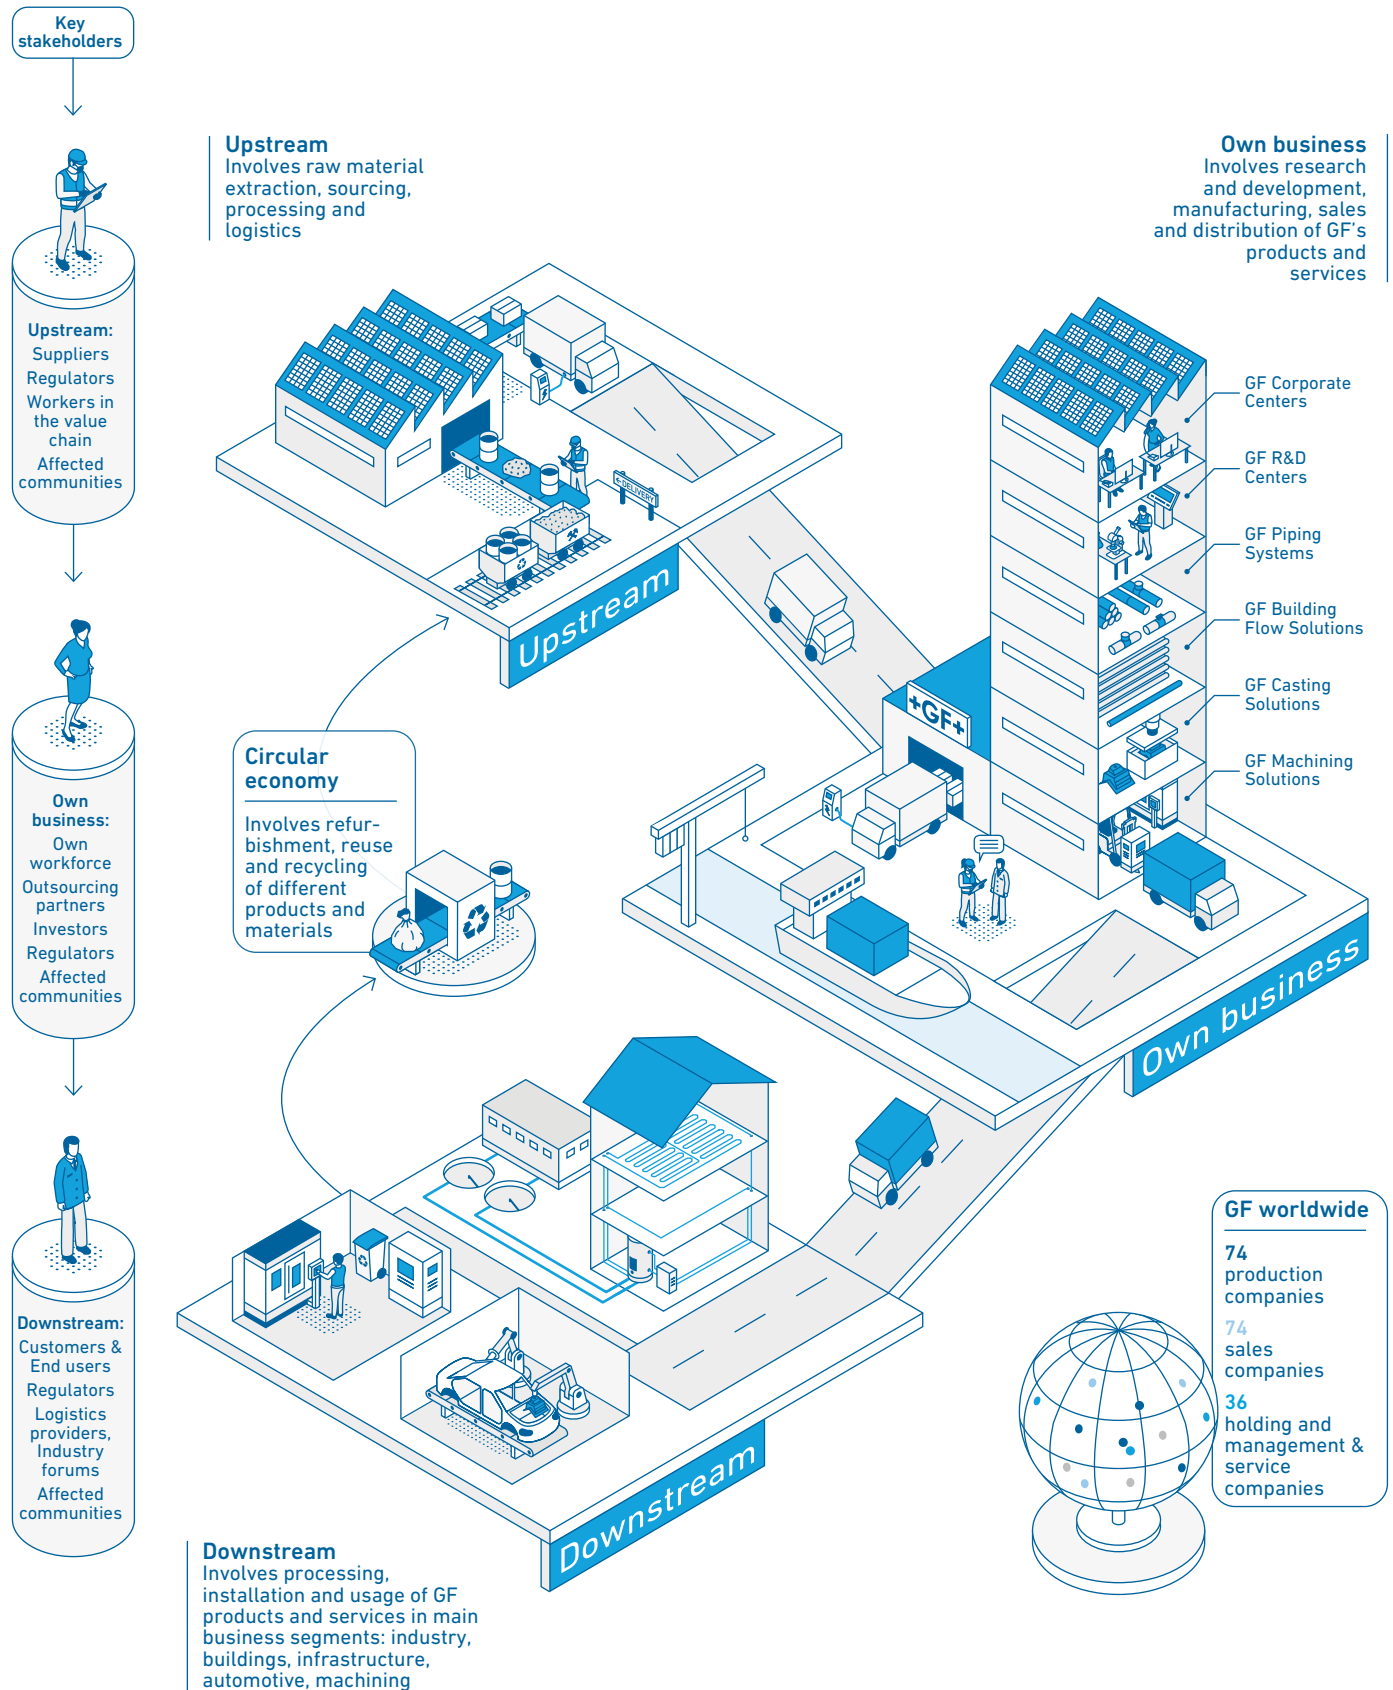 Key
stakeholders
Upstream:
Suppliers
Regulators
Workers in
the value
chain
Affected
communities
Own
business:
Own
workforce
Outsourcing
partners
Investors
Regulators
Affected
communities
Downstream:
Customers &
End users
Regulators
Logistics
providers,
Industry
forums
Affected
communities
Upstream
Involves raw material
extraction, sourcing,
processing and
logistics
Own business
Involves research
and development,
manufacturing, sales
and distribution of GF's
products and
services
←DELIVERY
Upstream
GF Corporate
Centers
GF R&D
Centers
GF Piping
Systems
GF Building
Flow Solutions
GF Casting
Solutions
GF Machining
Solutions
+GF+
Own business
Circular
economy
Involves refur-
bishment, reuse
and recycling
of different
products and
materials
Downstream
Downstream
Involves processing,
installation and usage of GF
products and services in main
business segments: industry,
buildings, infrastructure,
automotive, machining
GF worldwide
74
production
companies
74
sales
companies
36
holding and
management &
service
companies